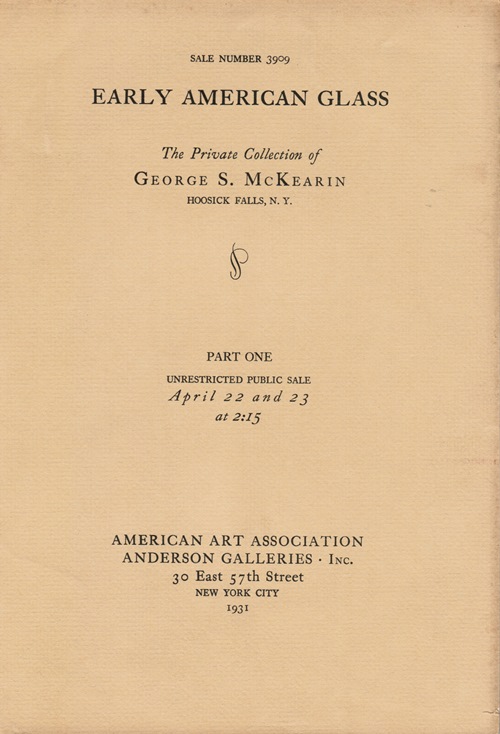 SALE NUMBER 3909
EARLY AMERICAN GLASS
The Private Collection of
GEORGE S. MCKEARIN
HOOSICK FALLS, N. Y.
PART ONE
UNRESTRICTED PUBLIC SALE
April 22 and 23
at 2:15
AMERICAN ART ASSOCIATION
ANDERSON GALLERIES · INC.
30 East 57th Street
NEW YORK CITY
1931